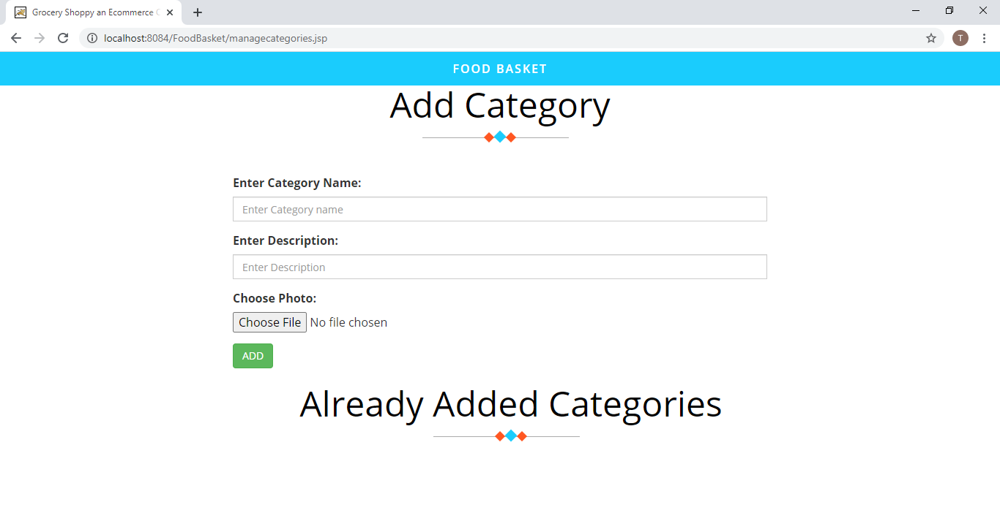 Grocery Shoppy an Ecommerce
localhost:8084/FoodBasket/managecategories.jsp
T
FOOD BASKET
Add Category
Enter Category Name:
Enter Category name
Enter Description:
Enter Description
Choose Photo:
Choose File No file chosen
ADD
Already Added Categories